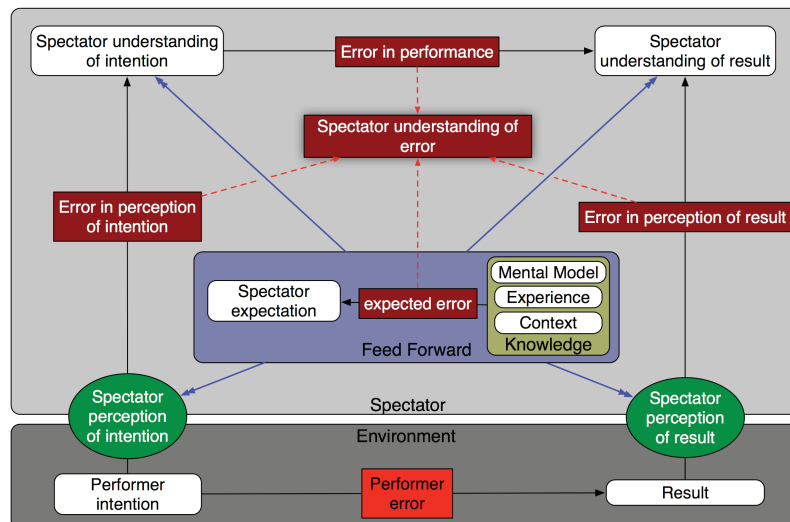 Spectator understanding
of intention
Error in performance
Spectator
understanding of result
Spectator understanding of
error
Error in perception
of intention
Error in perception of result
Spectator
expectation
expected error
Mental Model
Experience
Context
Knowledge
Feed Forward
Spectator
perception
of intention
Spectator
Spectator
perception
of result
Environment
Performer
intention
Performer
error
Result